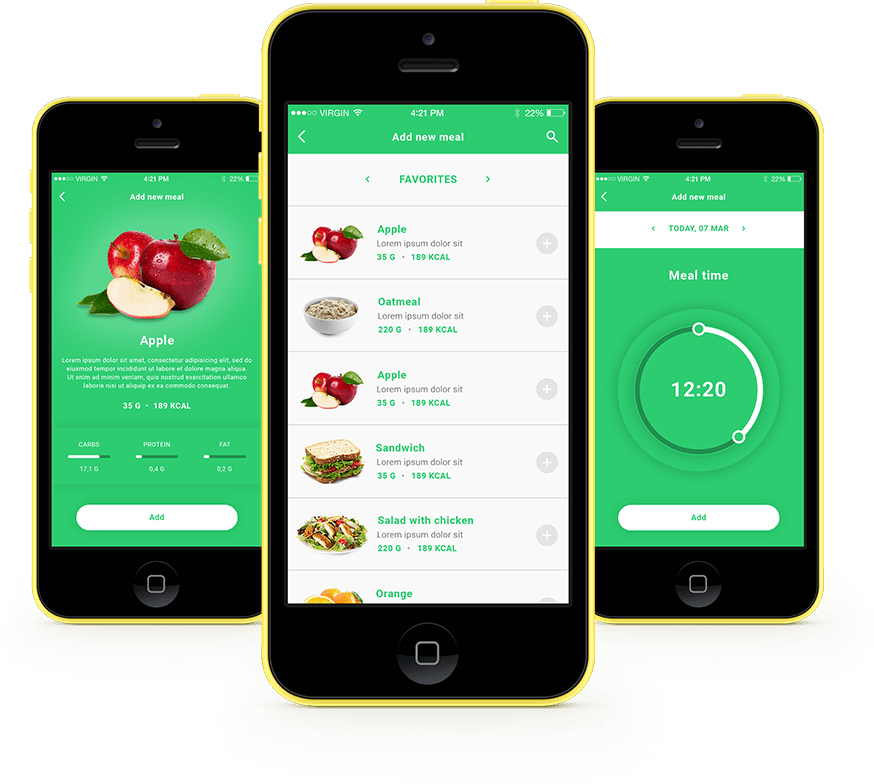 VIRGIN 4:21 PM 22%
Add new meal
Apple
Lorem ipsum dolor sit amet, consectetur adipisicing elit, sed do
eiusmod tempor incididunt ut labore et dolore magna aliqua.
Ut enim ad minim veniam, quis nostrud exercitation ullamco
laboris nisi ut aliquip ex ea commodo consequat.
35 G • 189 KCAL
CARBS PROTEIN FAT
17,1 G 0,4 G 0,2 G
Add
VIRGIN 4:21 PM 22%
Add new meal
FAVORITES
Apple
Lorem ipsum dolor sit
35 G • 189 KCAL
Oatmeal
Lorem ipsum dolor sit
220 G • 189 KCAL
Apple
Lorem ipsum dolor sit
35 G • 189 KCAL
Sandwich
Lorem ipsum dolor sit
35 G • 189 KCAL
Salad with chicken
Lorem ipsum dolor sit
220 G • 189 KCAL
Orange
VIRGIN 4:21 PM 22%
Add new meal
TODAY, 07 MAR
Meal time
12:20
Add